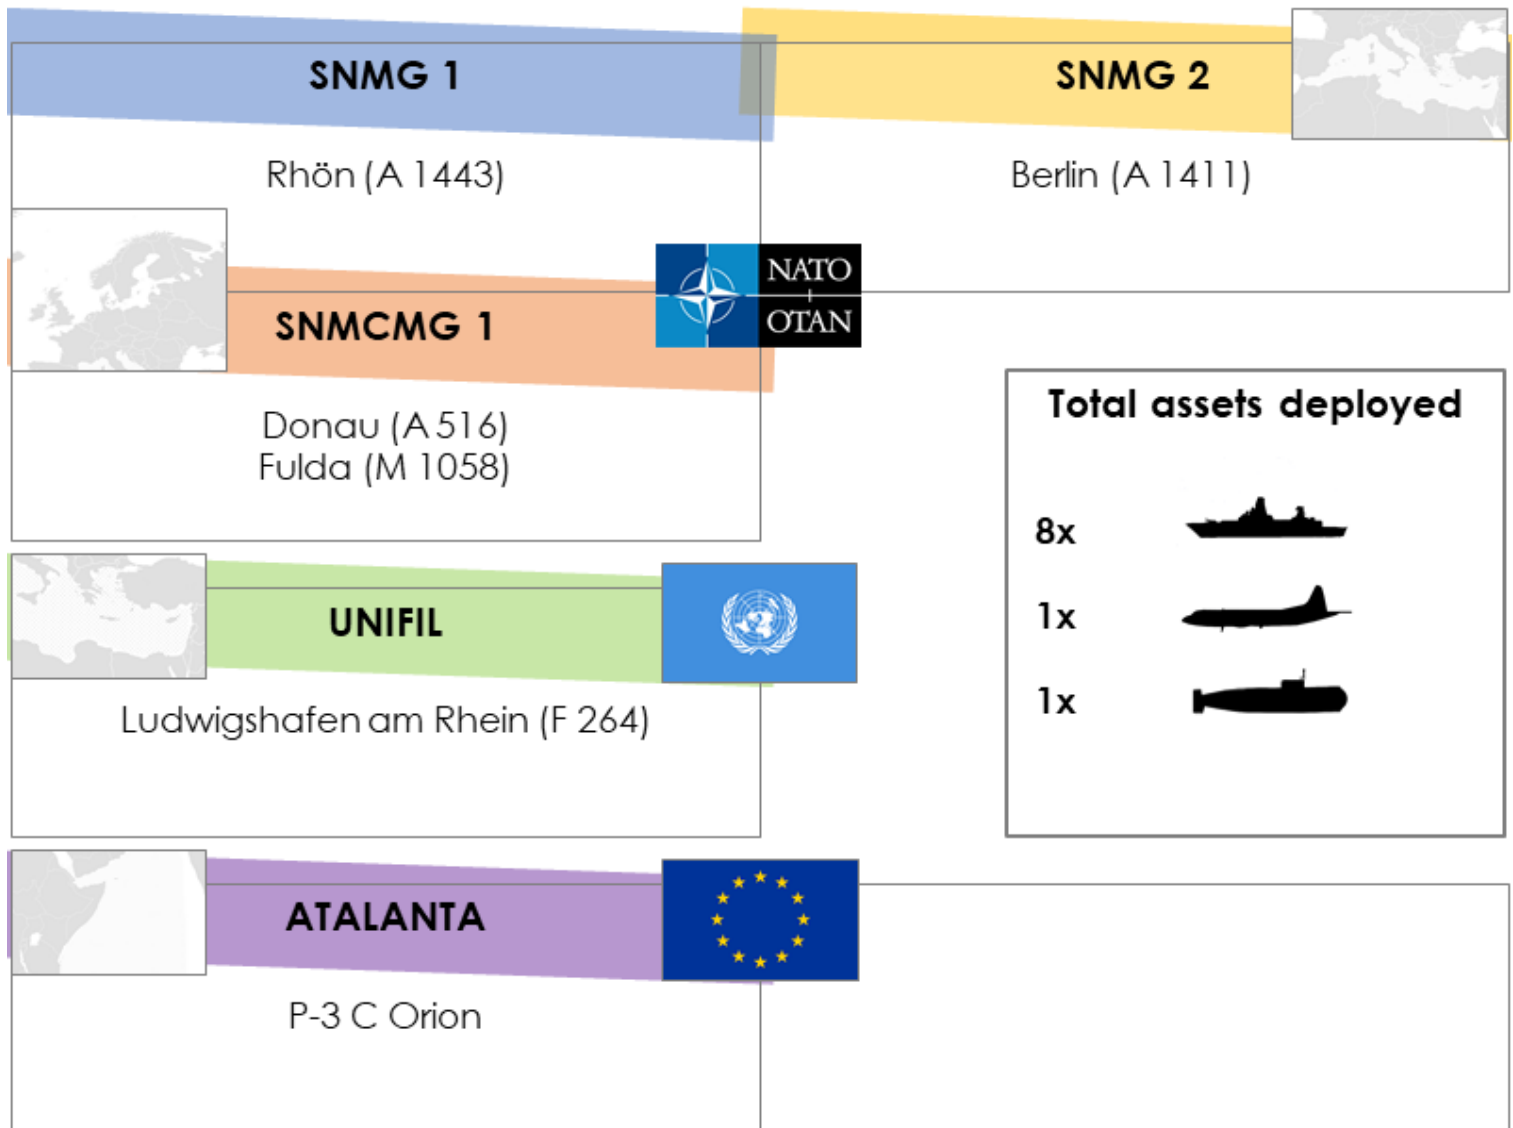 SNMG 1
SNMG 2
Rhön (A 1443)
Berlin (A 1411)
NATO
OTAN
SNMCMG 1
Donau (A 516)
Fulda (M 1058)
Total assets deployed
8x
1x
1x
UNIFIL
Ludwigshafen am Rhein (F 264)
ATALANTA
P-3 C Orion